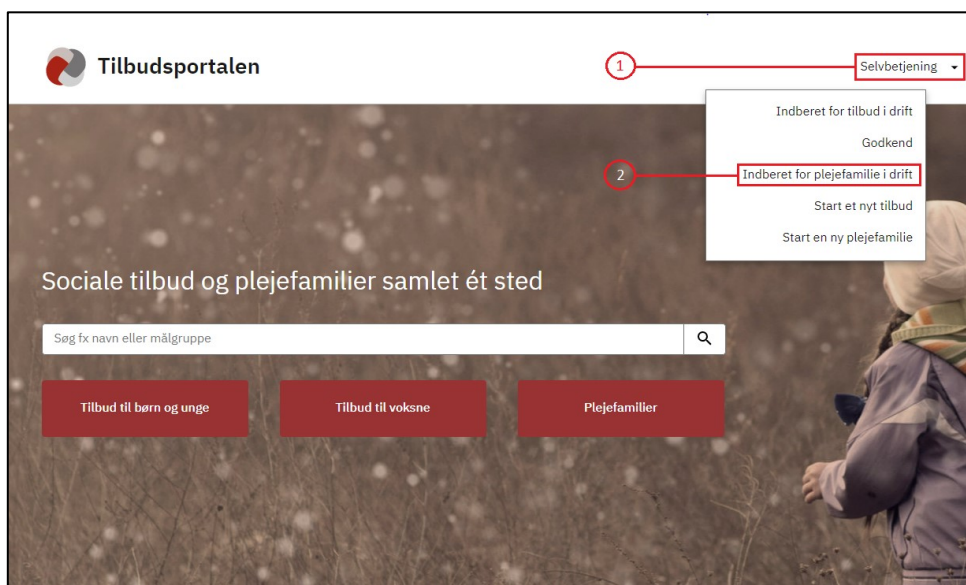 Tilbudsportalen
1
Selvbetjening
Indberet for tilbud i drift
Godkend
2
Indberet for plejefamilie i drift
Start et nyt tilbud
Start en ny plejefamilie
Sociale tilbud og plejefamilier samlet ét sted
Søg fx navn eller målgruppe
Tilbud til børn og unge
Tilbud til voksne
Plejefamilier